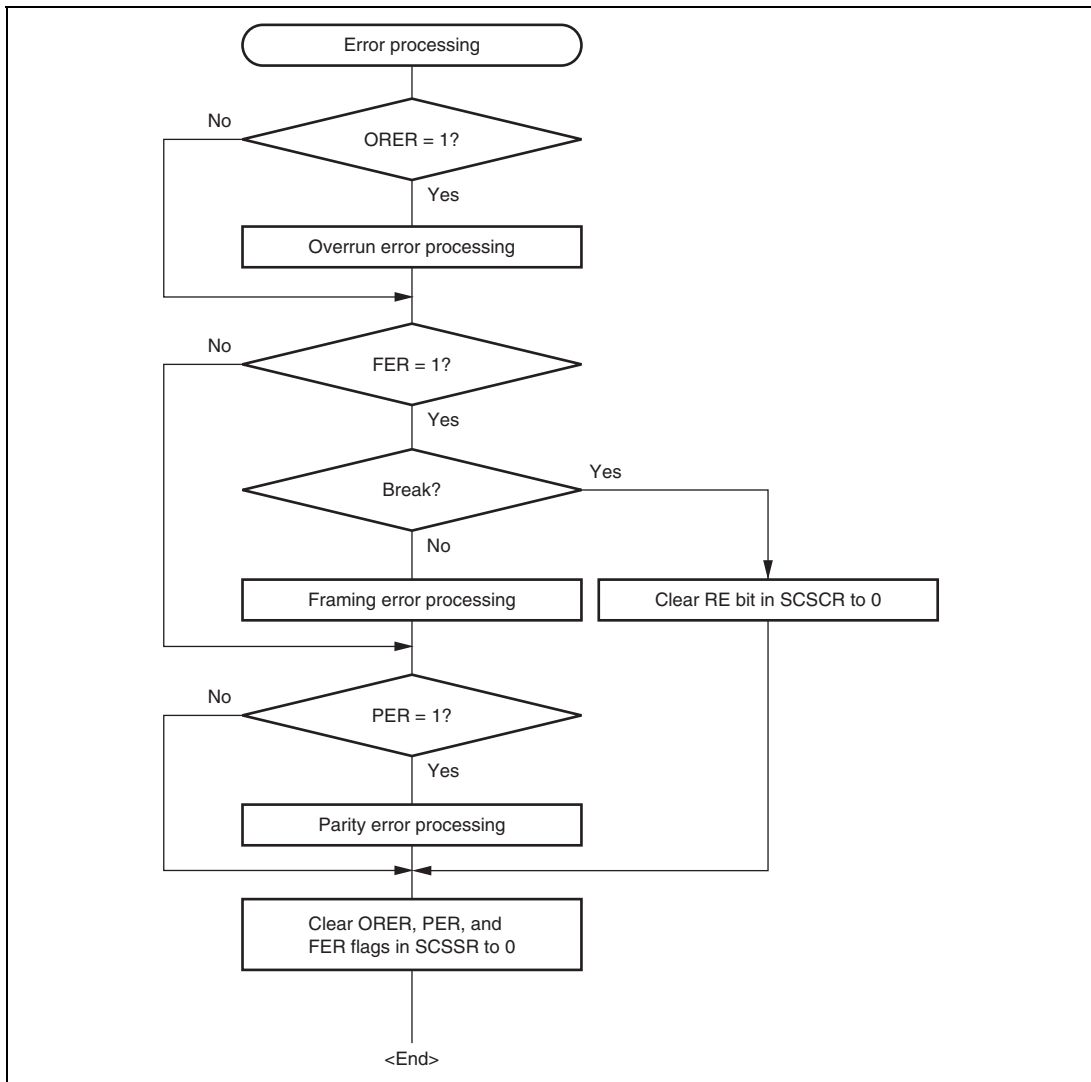 Error processing
No
ORER = 1?
Yes
Overrun error processing
No
FER = 1?
Yes
Break?
Yes
No
Framing error processing
Clear RE bit in SCSCR to 0
No
PER = 1?
Yes
Parity error processing
Clear ORER, PER, and
FER flags in SCSSR to 0
<End>